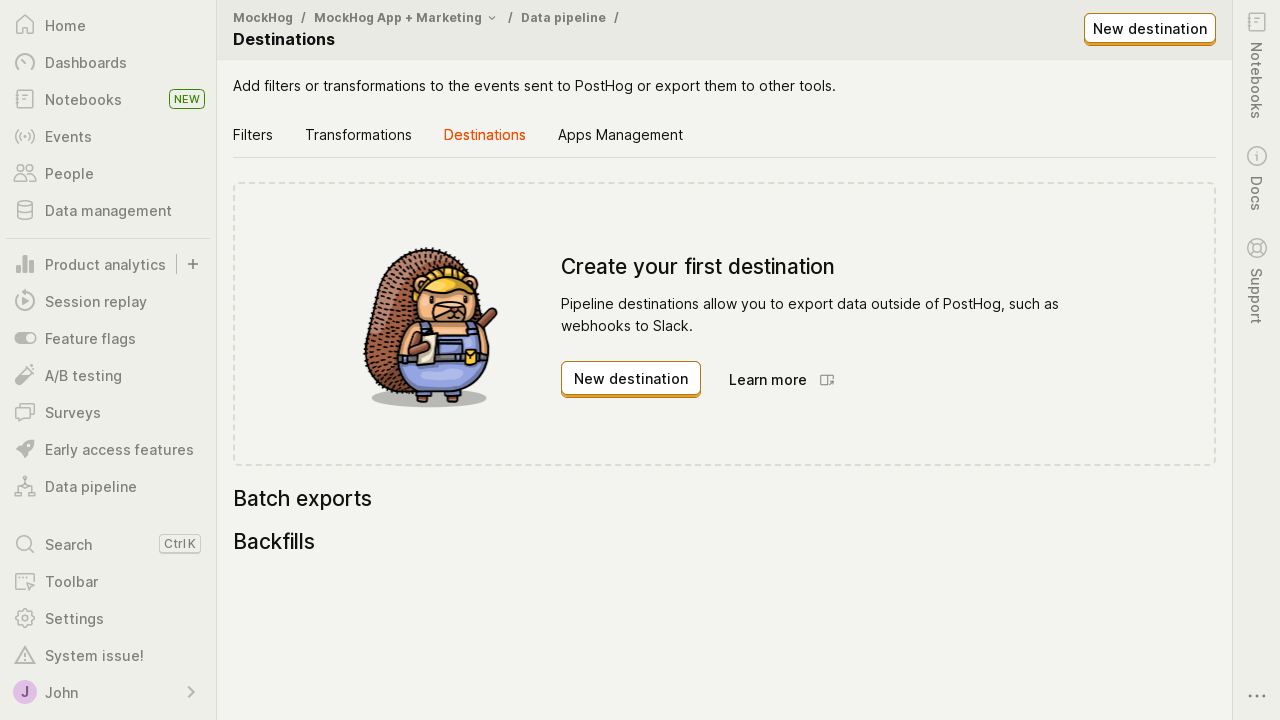 Home
Dashboards
Notebooks
NEW
Events
People
Data management
Product analytics
Session replay
Feature flags
A/B testing
Surveys
Early access features
Data pipeline
Search
Ctrl K
Toolbar
Settings
System issue!
J
John
MockHog / MockHog App + Marketing / Data pipeline /
Destinations
New destination
Add filters or transformations to the events sent to PostHog or export them to other tools.
Filters
Transformations
Destinations
Apps Management
Create your first destination
Pipeline destinations allow you to export data outside of PostHog, such as
webhooks to Slack.
New destination
Learn more
Batch exports
Backfills
Notebooks
Docs
Support